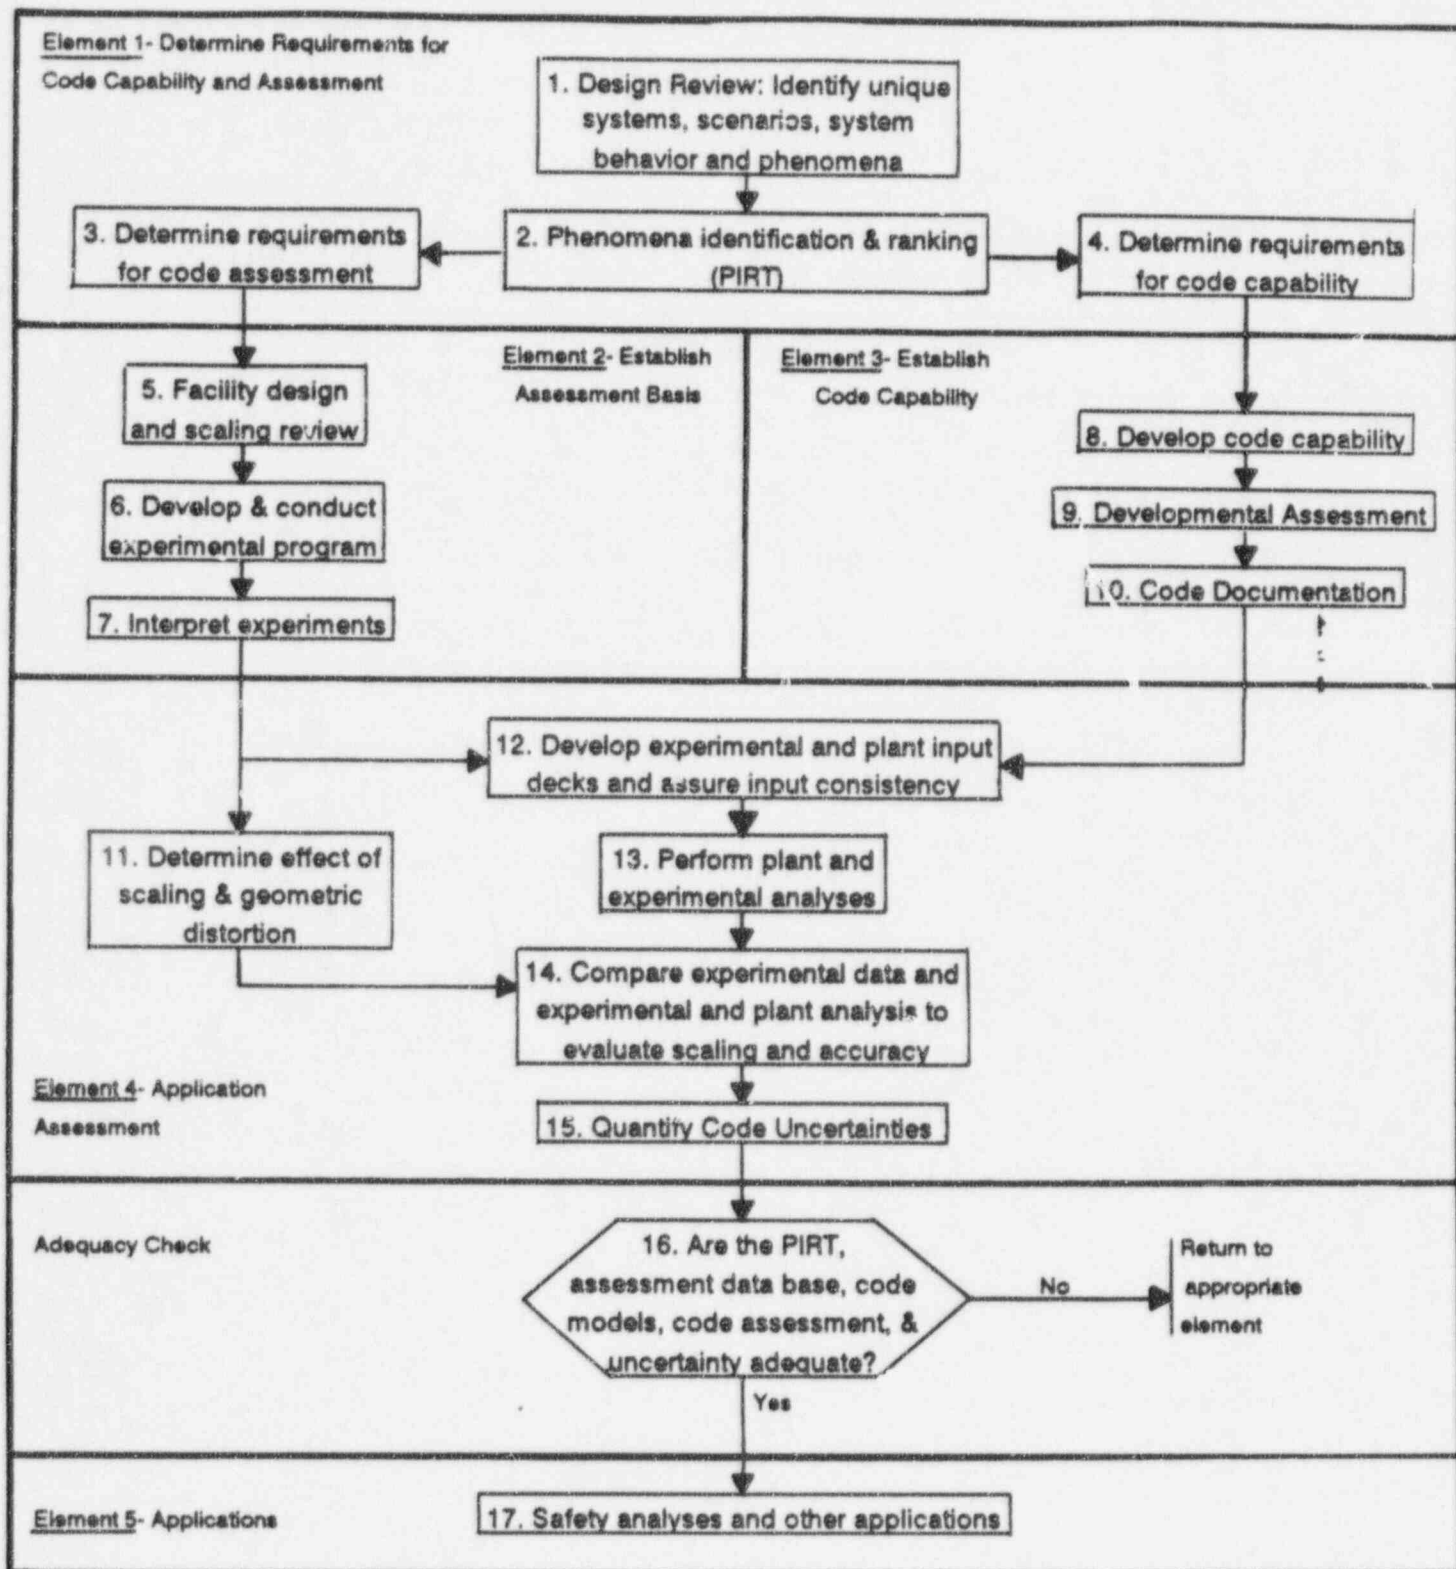 Element 1- Determine Requirements for
Code Capability and Assessment
1. Design Review: Identify unique
systems, scenarios, system
behavior and phenomena
3. Determine requirements
for code assessment
2. Phenomena identification & ranking
(PIRT)
4. Determine requirements
for code capability
Element 2- Establish
Assessment Basis
Element 3- Establish
Code Capability
5. Facility design
and scaling review
6. Develop & conduct
experimental program
7. Interpret experiments
8. Develop code capability
9. Developmental Assessment
10. Code Documentation
12. Develop experimental and plant input
decks and assure input consistency
11. Determine effect of
scaling & geometric
distortion
13. Perform plant and
experimental analyses
14. Compare experimental data and
experimental and plant analysis to
evaluate scaling and accuracy
Element 4- Application
Assessment
15. Quantify Code Uncertainties
Adequacy Check
16. Are the PIRT,
assessment data base, code
models, code assessment, &
uncertainty adequate?
No
Return to
appropriate
element
Yes
Element 5- Applications
17. Safety analyses and other applications